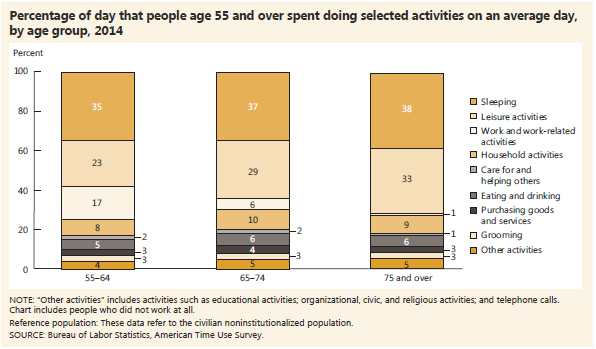 Percentage of day that people age 55 and over spent doing selected activities on an average day,
by age group, 2014
Percent
100
80
60
40
20
0
35
23
17
8
2
5
3
3
4
55–64
37
29
6
10
2
6
4
3
5
65–74
38
33
1
9
1
6
3
3
5
75 and over
Sleeping
Leisure activities
Work and work-related
activities
Household activities
Care for and
helping others
Eating and drinking
Purchasing goods
and services
Grooming
Other activities
NOTE: "Other activities" includes activities such as educational activities; organizational, civic, and religious activities; and telephone calls.
Chart includes people who did not work at all.
Reference population: These data refer to the civilian noninstitutionalized population.
SOURCE: Bureau of Labor Statistics, American Time Use Survey.